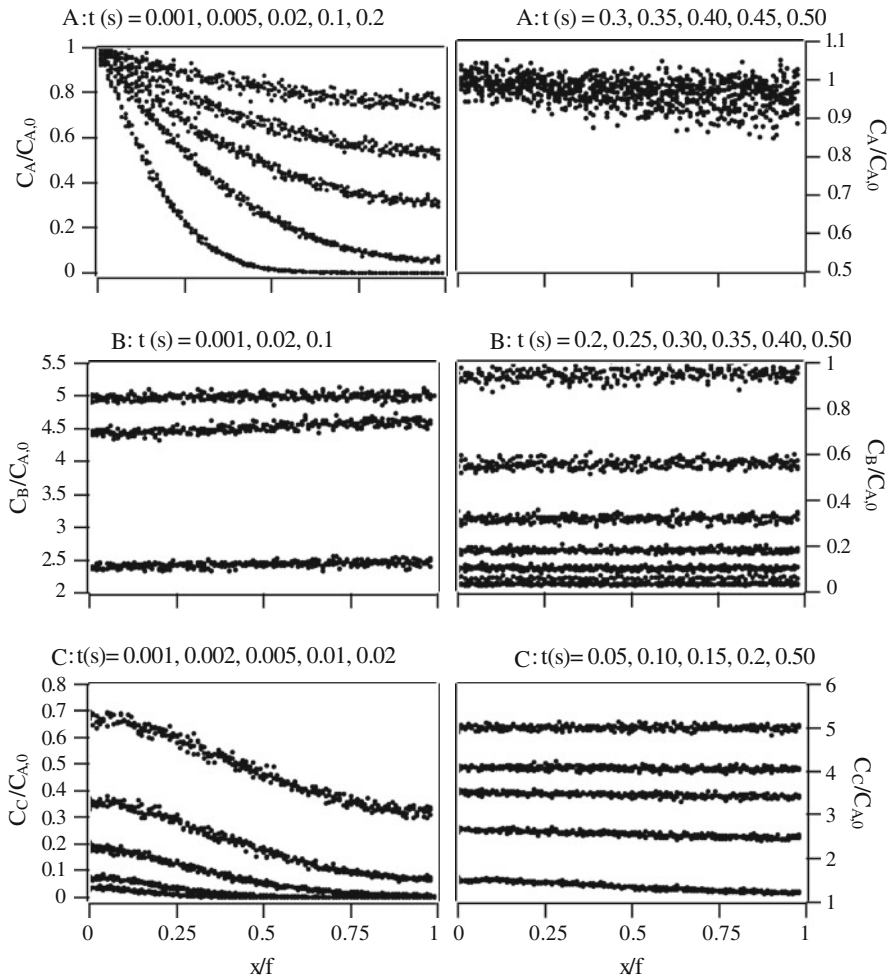 A: t (s) = 0.001, 0.005, 0.02, 0.1, 0.2
A: t (s) = 0.3, 0.35, 0.40, 0.45, 0.50
1
0.8
0.6
0.4
0.2
0
C_A/C_{A,0}
1.1
1
0.9
0.8
0.7
0.6
0.5
C_A/C_{A,0}
B: t (s) = 0.001, 0.02, 0.1
B: t (s) = 0.2, 0.25, 0.30, 0.35, 0.40, 0.50
5.5
5
4.5
4
3.5
3
2.5
2
C_B/C_{A,0}
1
0.8
0.6
0.4
0.2
0
C_B/C_{A,0}
C: t(s)= 0.001, 0.002, 0.005, 0.01, 0.02
C: t(s)= 0.05, 0.10, 0.15, 0.2, 0.50
0.8
0.7
0.6
0.5
0.4
0.3
0.2
0.1
0
C_C/C_{A,0}
6
5
4
3
2
1
C_C/C_{A,0}
0 0.25 0.5 0.75 1
0 0.25 0.5 0.75 1
x/f
x/f